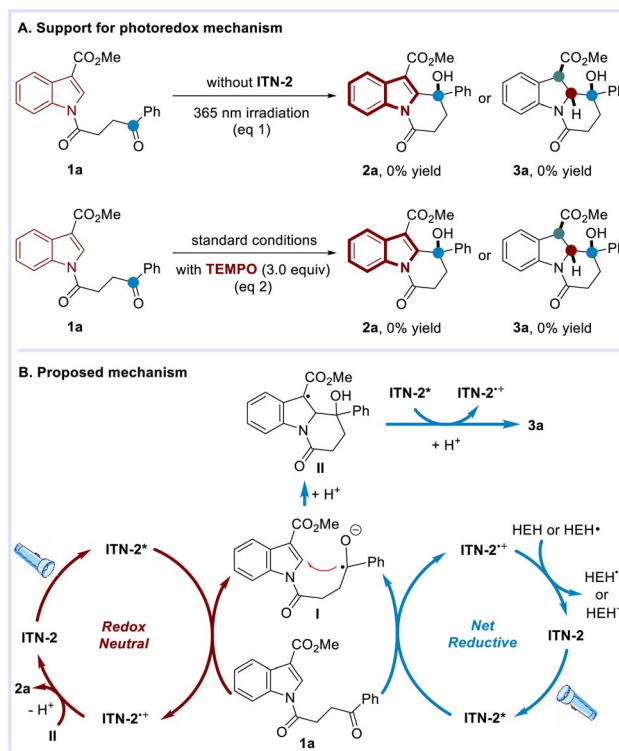 A. Support for photoredox mechanism
CO₂Me
N
O
Ph
O
1a
without ITN-2
365 nm irradiation
(eq 1)
CO₂Me
OH
Ph
N
O
2a, 0% yield
or
CO₂Me
OH
Ph
N
H
O
3a, 0% yield
CO₂Me
N
O
Ph
O
1a
standard conditions
with TEMPO (3.0 equiv)
(eq 2)
CO₂Me
OH
Ph
N
O
2a, 0% yield
or
CO₂Me
OH
Ph
N
H
O
3a, 0% yield
B. Proposed mechanism
CO₂Me
OH
Ph
N
O
II
ITN-2* ITN-2•+
+ H⁺
3a
+ H⁺
ITN-2*
ITN-2
Redox
Neutral
2a
- H⁺
II
ITN-2•+
CO₂Me
O⊖
Ph
N
O
I
CO₂Me
N
Ph
O
O
1a
ITN-2•+
HEH or HEH•
HEH•
or
HEH⁺
ITN-2
Net
Reductive
ITN-2*